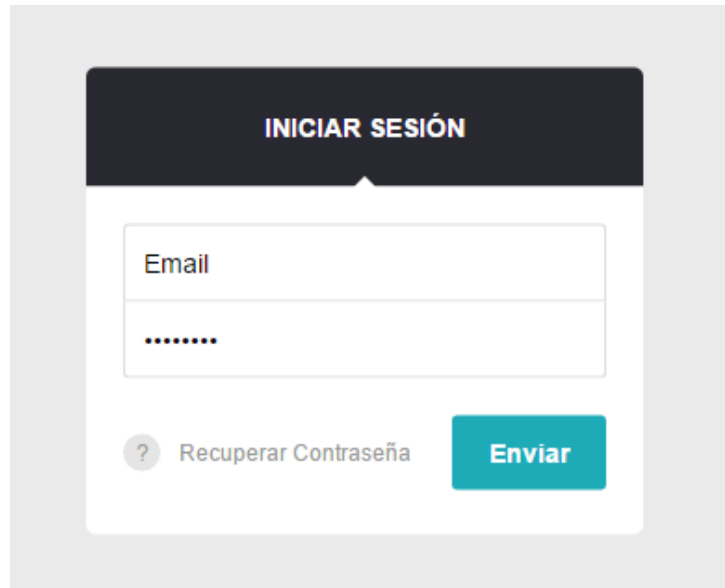 INICIAR SESIÓN
Email
••••••••
? Recuperar Contraseña
Enviar